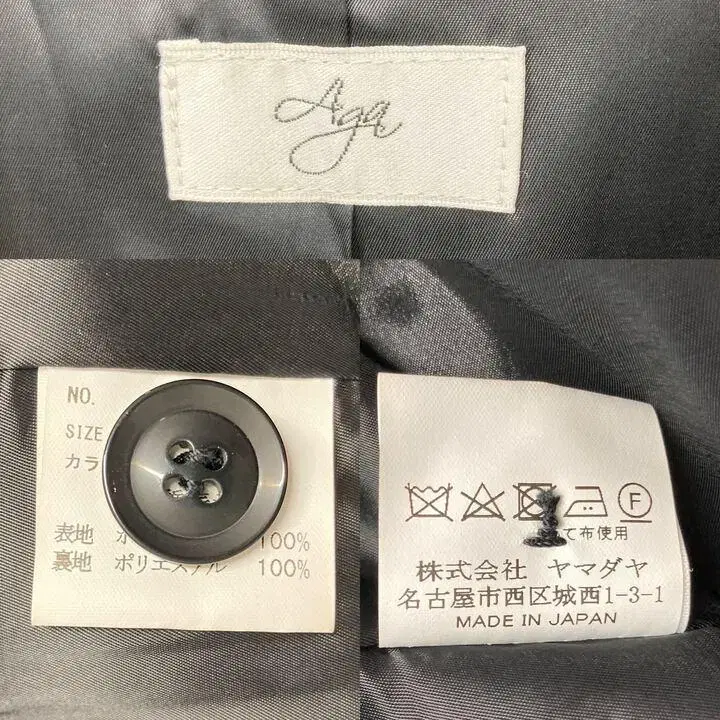 Aga
NO.
SIZE
カラ
表地 100%
裏地 ポリエステル 100%
て布使用
株式会社 ヤマダヤ
名古屋市西区城西1-3-1
MADE IN JAPAN
F